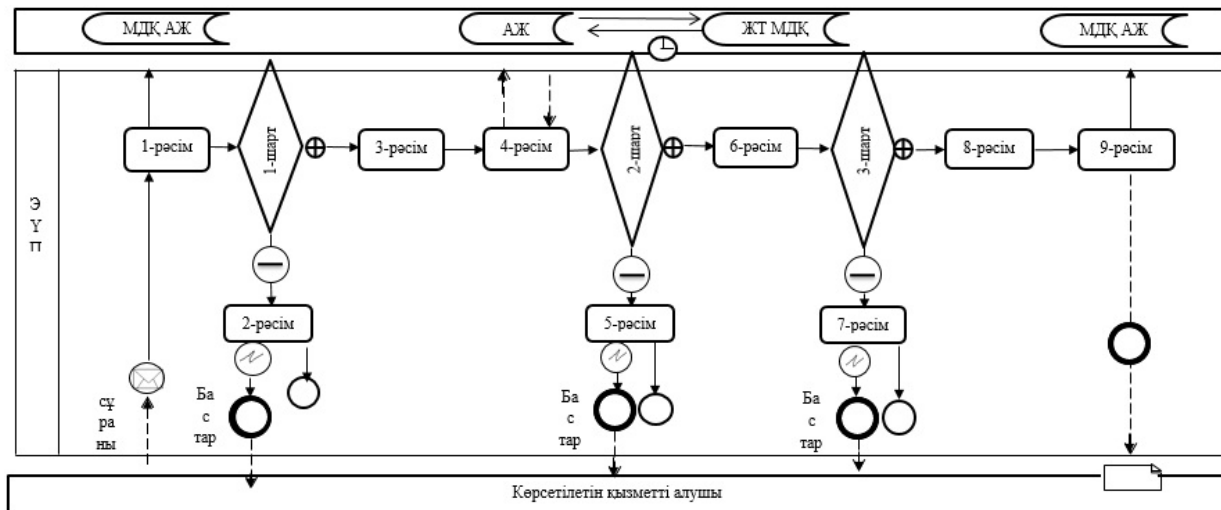 МДҚ АЖ
АЖ
ЖТ МДҚ
МДҚ АЖ
Э
Ү
П
1-рәсім
1-шарт
3-рәсім
4-рәсім
2-шарт
6-рәсім
3-шарт
8-рәсім
9-рәсім
2-рәсім
5-рәсім
7-рәсім
сұ
ра
ны
Ба
с
тар
Ба
с
тар
Ба
с
тар
Көрсетілетін қызметті алушы